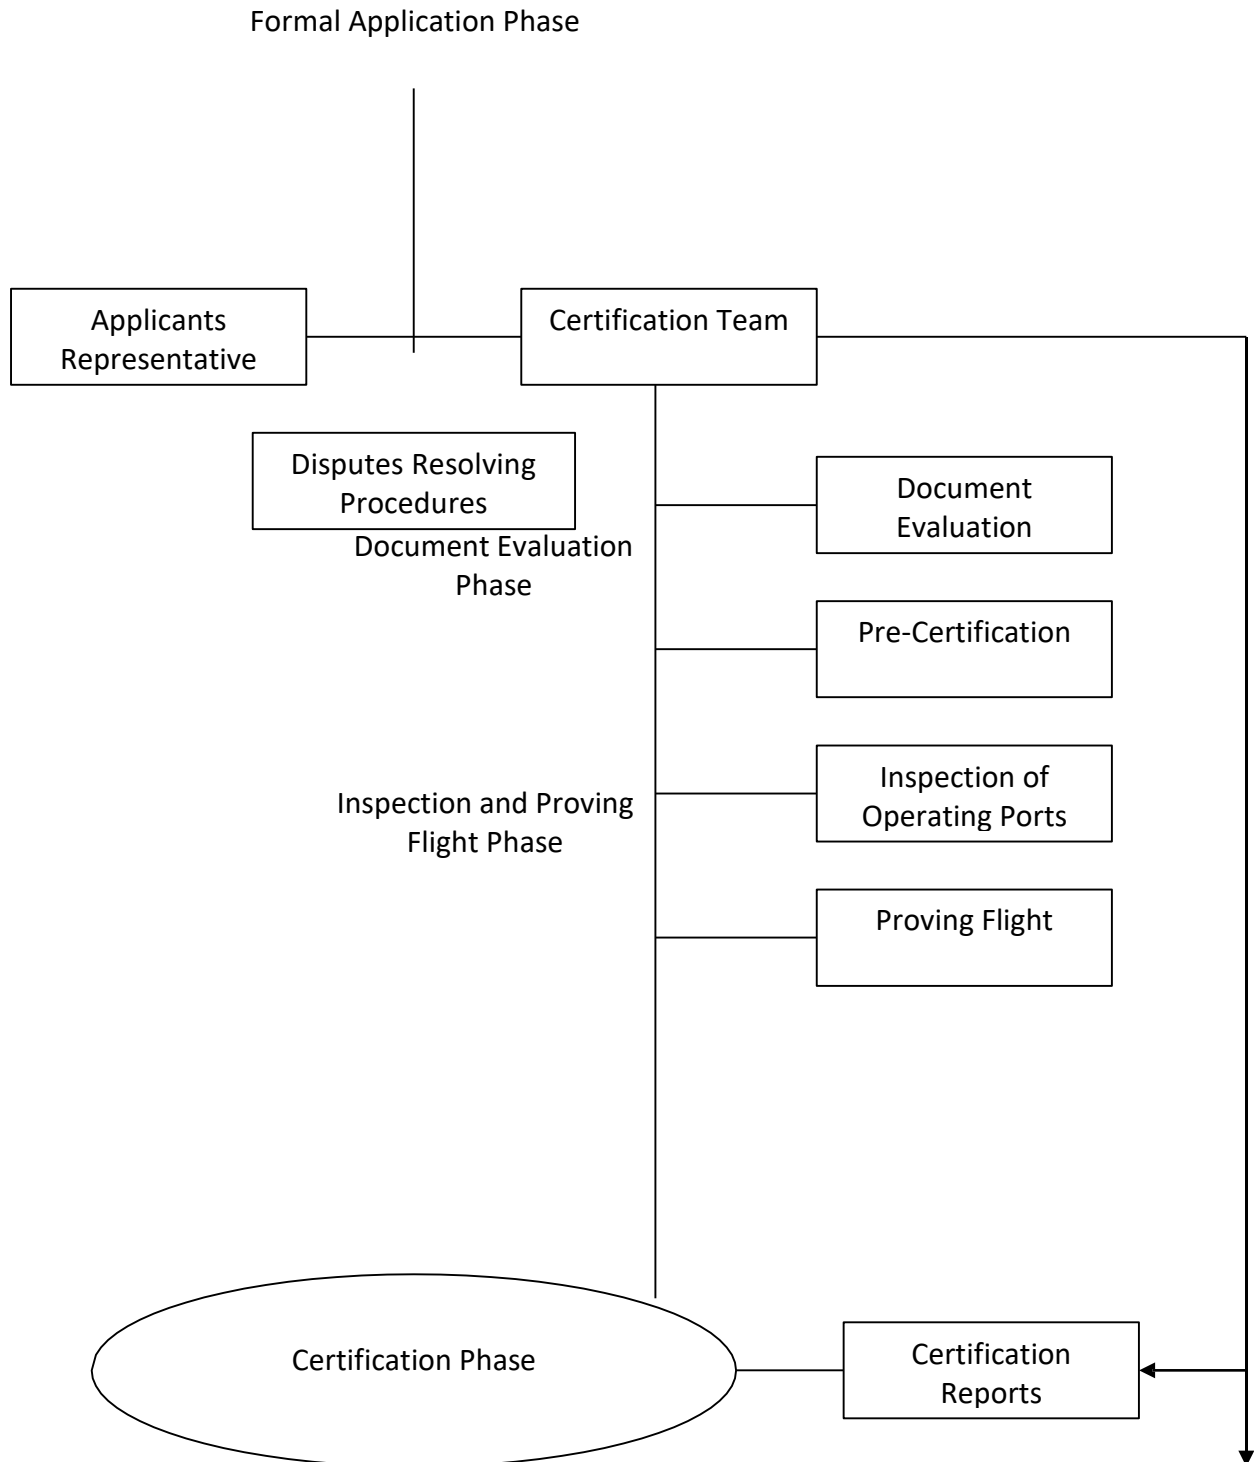 Formal Application Phase
Applicants
Representative
Certification Team
Disputes Resolving
Procedures
Document
Evaluation
Document Evaluation
Phase
Pre-Certification
Inspection of
Operating Ports
Inspection and Proving
Flight Phase
Proving Flight
Certification Phase
Certification
Reports